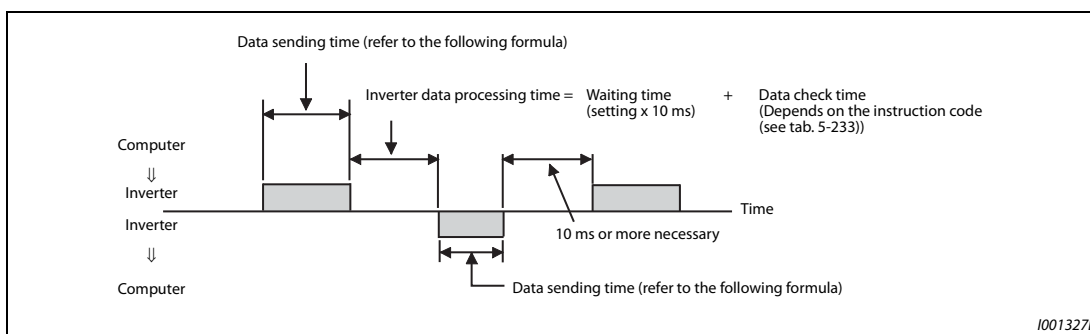 Data sending time (refer to the following formula)
Inverter data processing time = Waiting time (setting x 10 ms) + Data check time (Depends on the instruction code (see tab. 5-233))
Computer
⇓
Inverter
Time
Inverter
⇓
Computer
10 ms or more necessary
Data sending time (refer to the following formula)